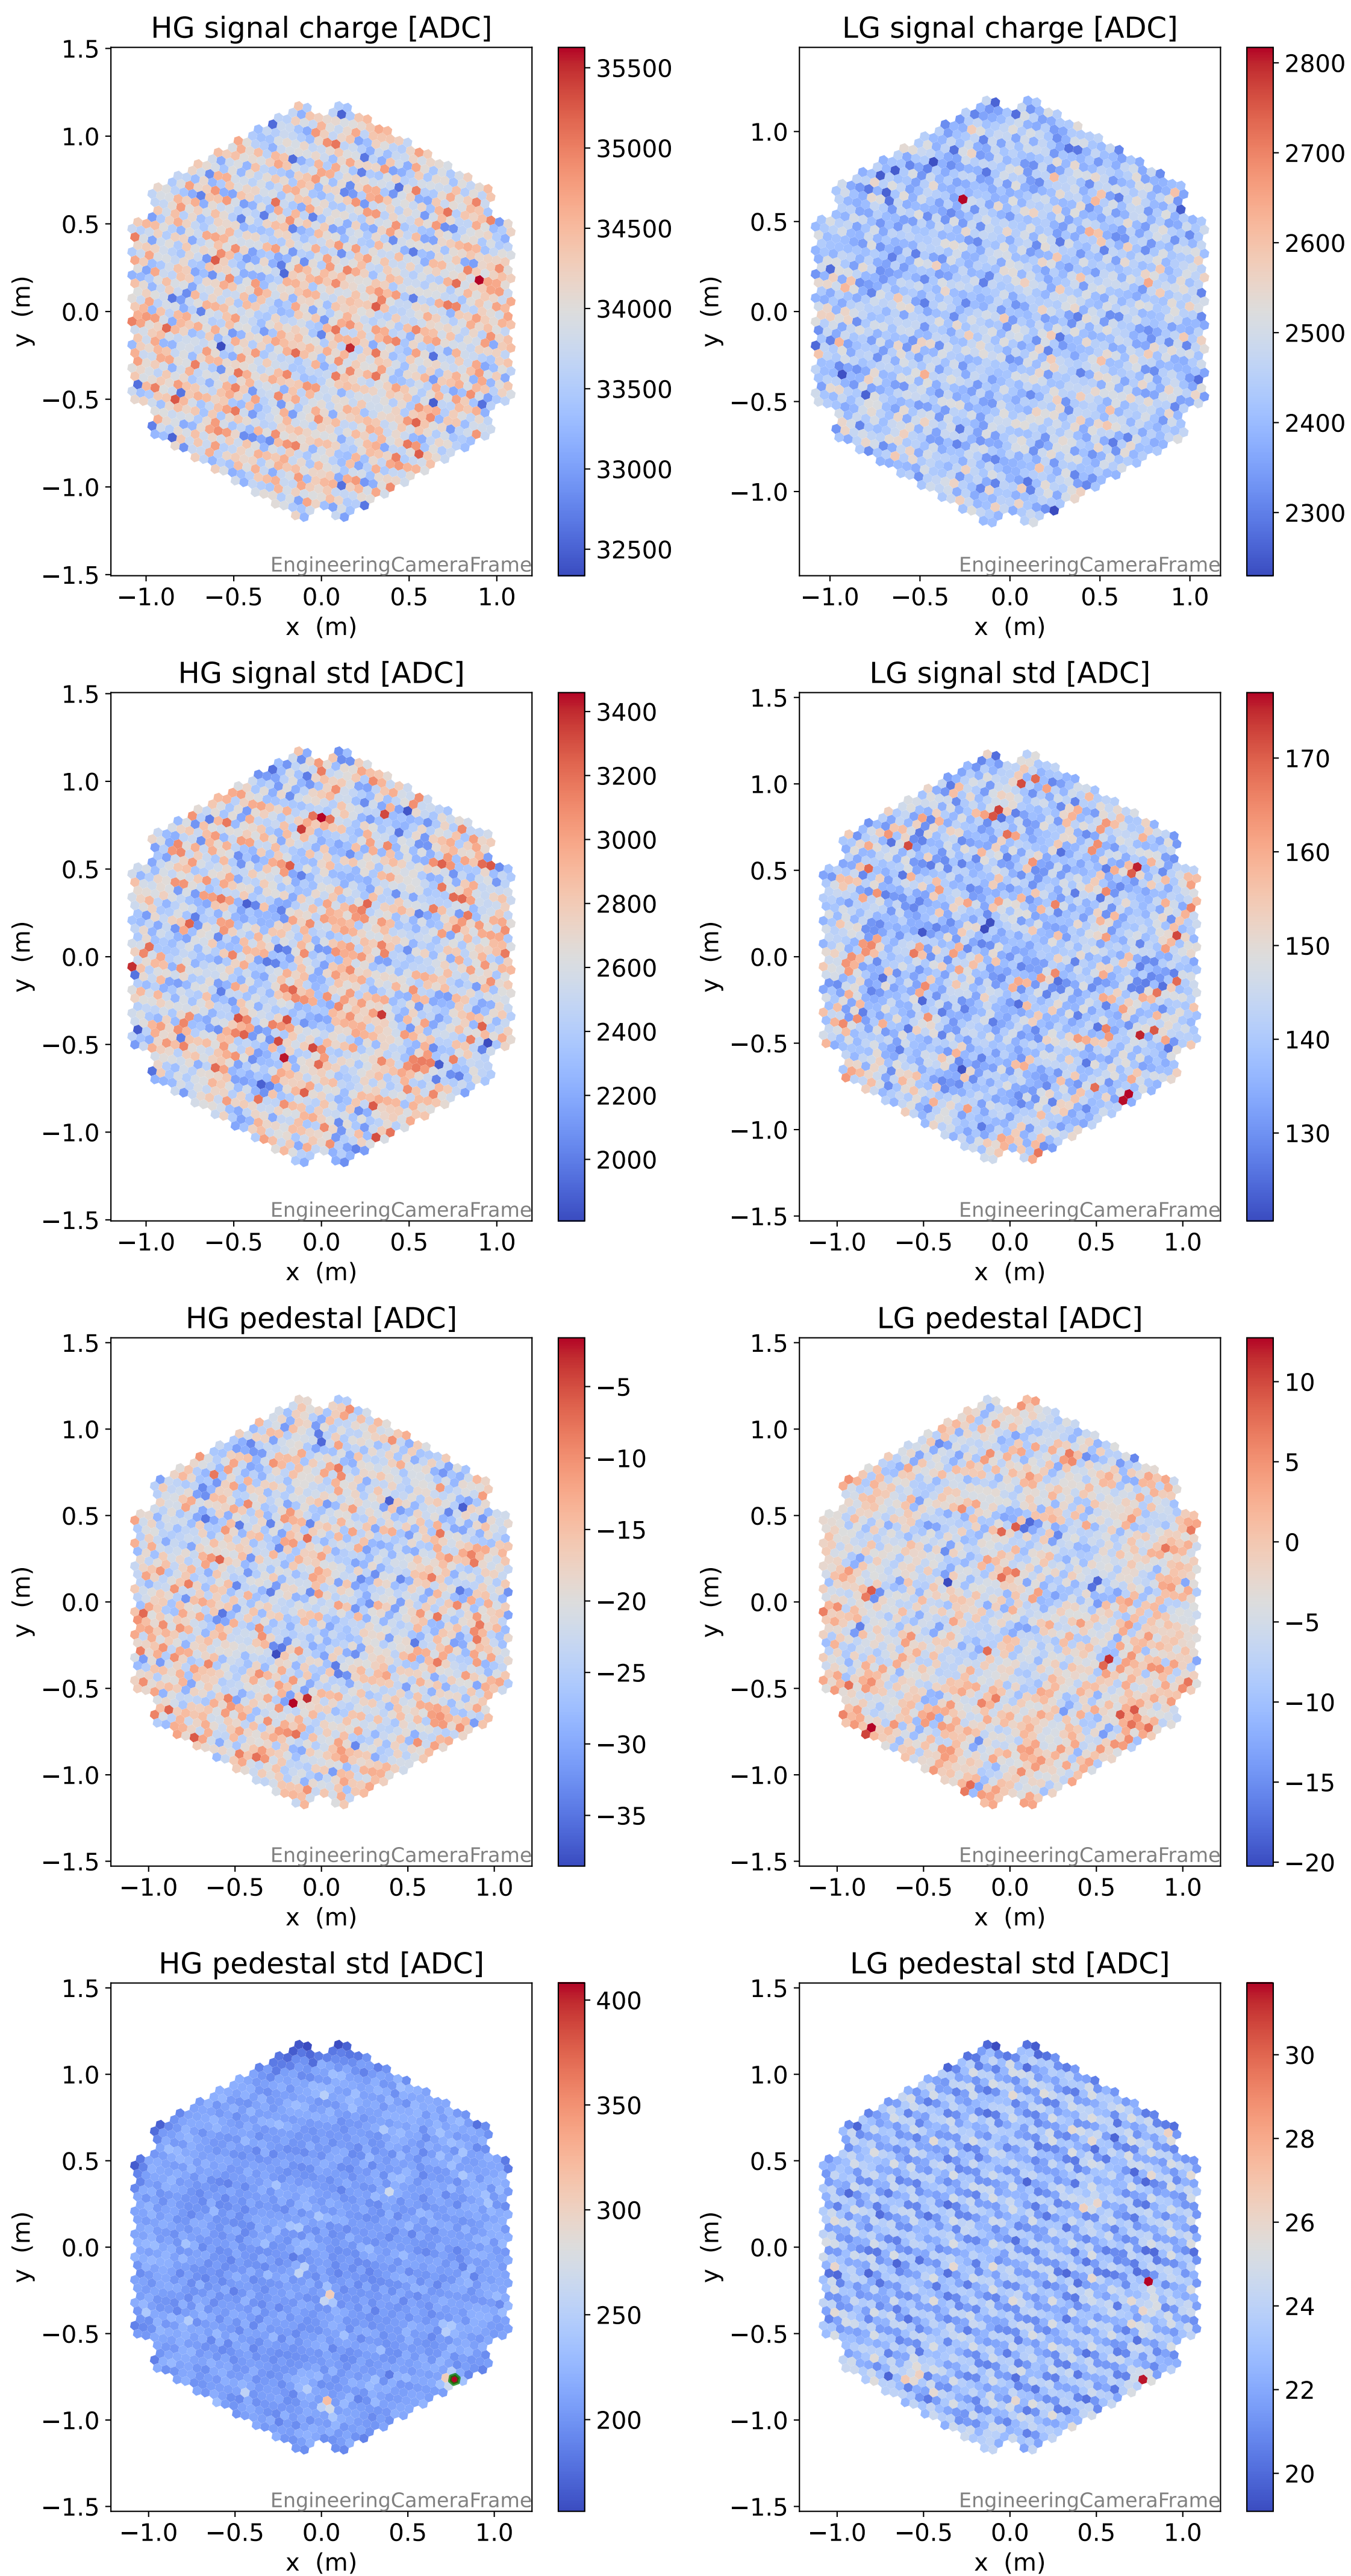 HG signal charge [ADC]
1.5
1.0
0.5
0.0
−0.5
−1.0
−1.5
y (m)
−1.0 −0.5 0.0 0.5 1.0
x (m)
EngineeringCameraFrame
35500
35000
34500
34000
33500
33000
32500
LG signal charge [ADC]
1.0
0.5
0.0
−0.5
−1.0
y (m)
−1.0 −0.5 0.0 0.5 1.0
x (m)
EngineeringCameraFrame
2800
2700
2600
2500
2400
2300
HG signal std [ADC]
1.5
1.0
0.5
0.0
−0.5
−1.0
−1.5
y (m)
−1.0 −0.5 0.0 0.5 1.0
x (m)
EngineeringCameraFrame
3400
3200
3000
2800
2600
2400
2200
2000
LG signal std [ADC]
1.5
1.0
0.5
0.0
−0.5
−1.0
−1.5
y (m)
−1.0 −0.5 0.0 0.5 1.0
x (m)
EngineeringCameraFrame
170
160
150
140
130
HG pedestal [ADC]
1.5
1.0
0.5
0.0
−0.5
−1.0
−1.5
y (m)
−1.0 −0.5 0.0 0.5 1.0
x (m)
EngineeringCameraFrame
−5
−10
−15
−20
−25
−30
−35
LG pedestal [ADC]
1.5
1.0
0.5
0.0
−0.5
−1.0
−1.5
y (m)
−1.0 −0.5 0.0 0.5 1.0
x (m)
EngineeringCameraFrame
10
5
0
−5
−10
−15
−20
HG pedestal std [ADC]
1.5
1.0
0.5
0.0
−0.5
−1.0
−1.5
y (m)
−1.0 −0.5 0.0 0.5 1.0
x (m)
EngineeringCameraFrame
400
350
300
250
200
LG pedestal std [ADC]
1.5
1.0
0.5
0.0
−0.5
−1.0
−1.5
y (m)
−1.0 −0.5 0.0 0.5 1.0
x (m)
EngineeringCameraFrame
30
28
26
24
22
20